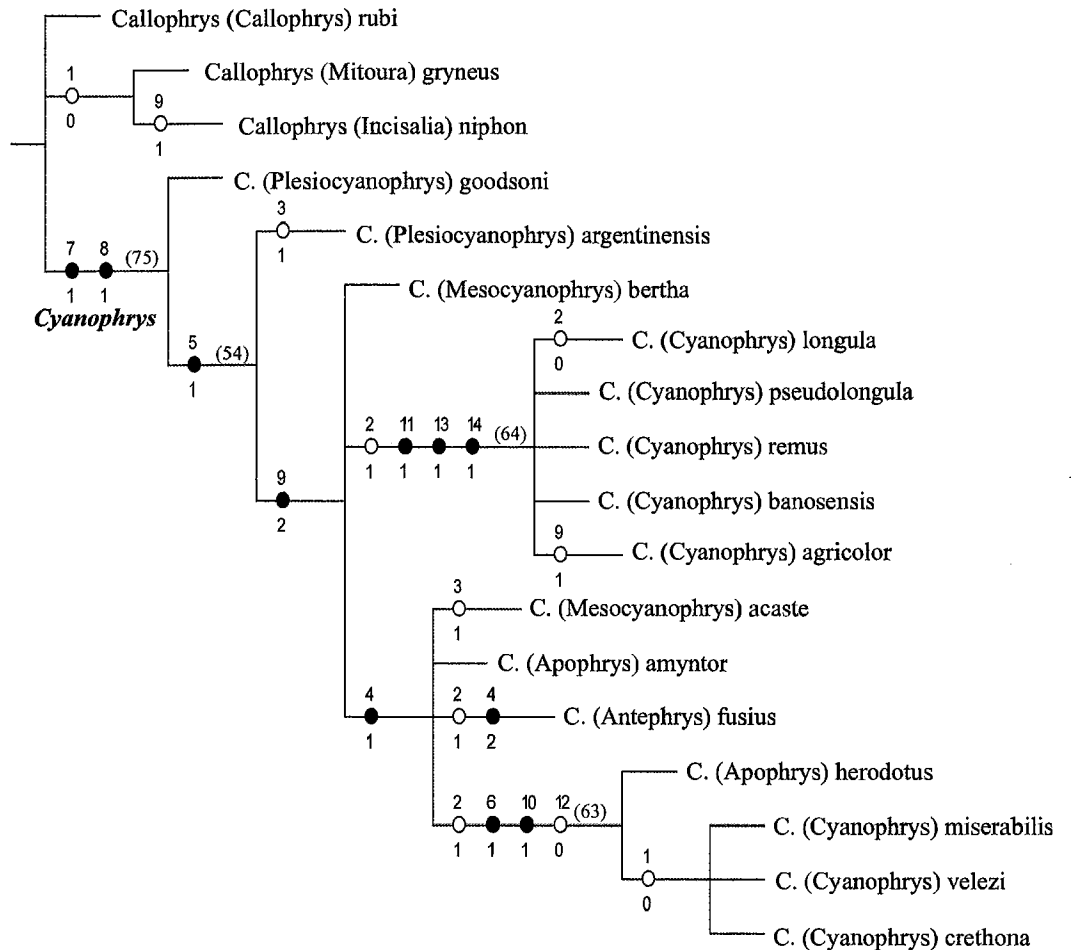 Callophrys (Callophrys) rubi
1
Callophrys (Mitoura) gryneus
0
9
Callophrys (Incisalia) niphon
1
C. (Plesiocyanophrys) goodsoni
3
C. (Plesiocyanophrys) argentinensis
1
7 8 (75)
1 1
Cyanophrys
C. (Mesocyanophrys) bertha
2
C. (Cyanophrys) longula
0
5 (54)
1
C. (Cyanophrys) pseudolongula
2 11 13 14 (64)
C. (Cyanophrys) remus
1 1 1 1
9
2
C. (Cyanophrys) banosensis
9
C. (Cyanophrys) agricolor
1
3
C. (Mesocyanophrys) acaste
1
C. (Apophrys) amyntor
4 2 4
C. (Antephrys) fusius
1 1 2
C. (Apophrys) herodotus
2 6 10 12 (63)
C. (Cyanophrys) miserabilis
1 1 1 0
1
C. (Cyanophrys) velezi
0
C. (Cyanophrys) crethona